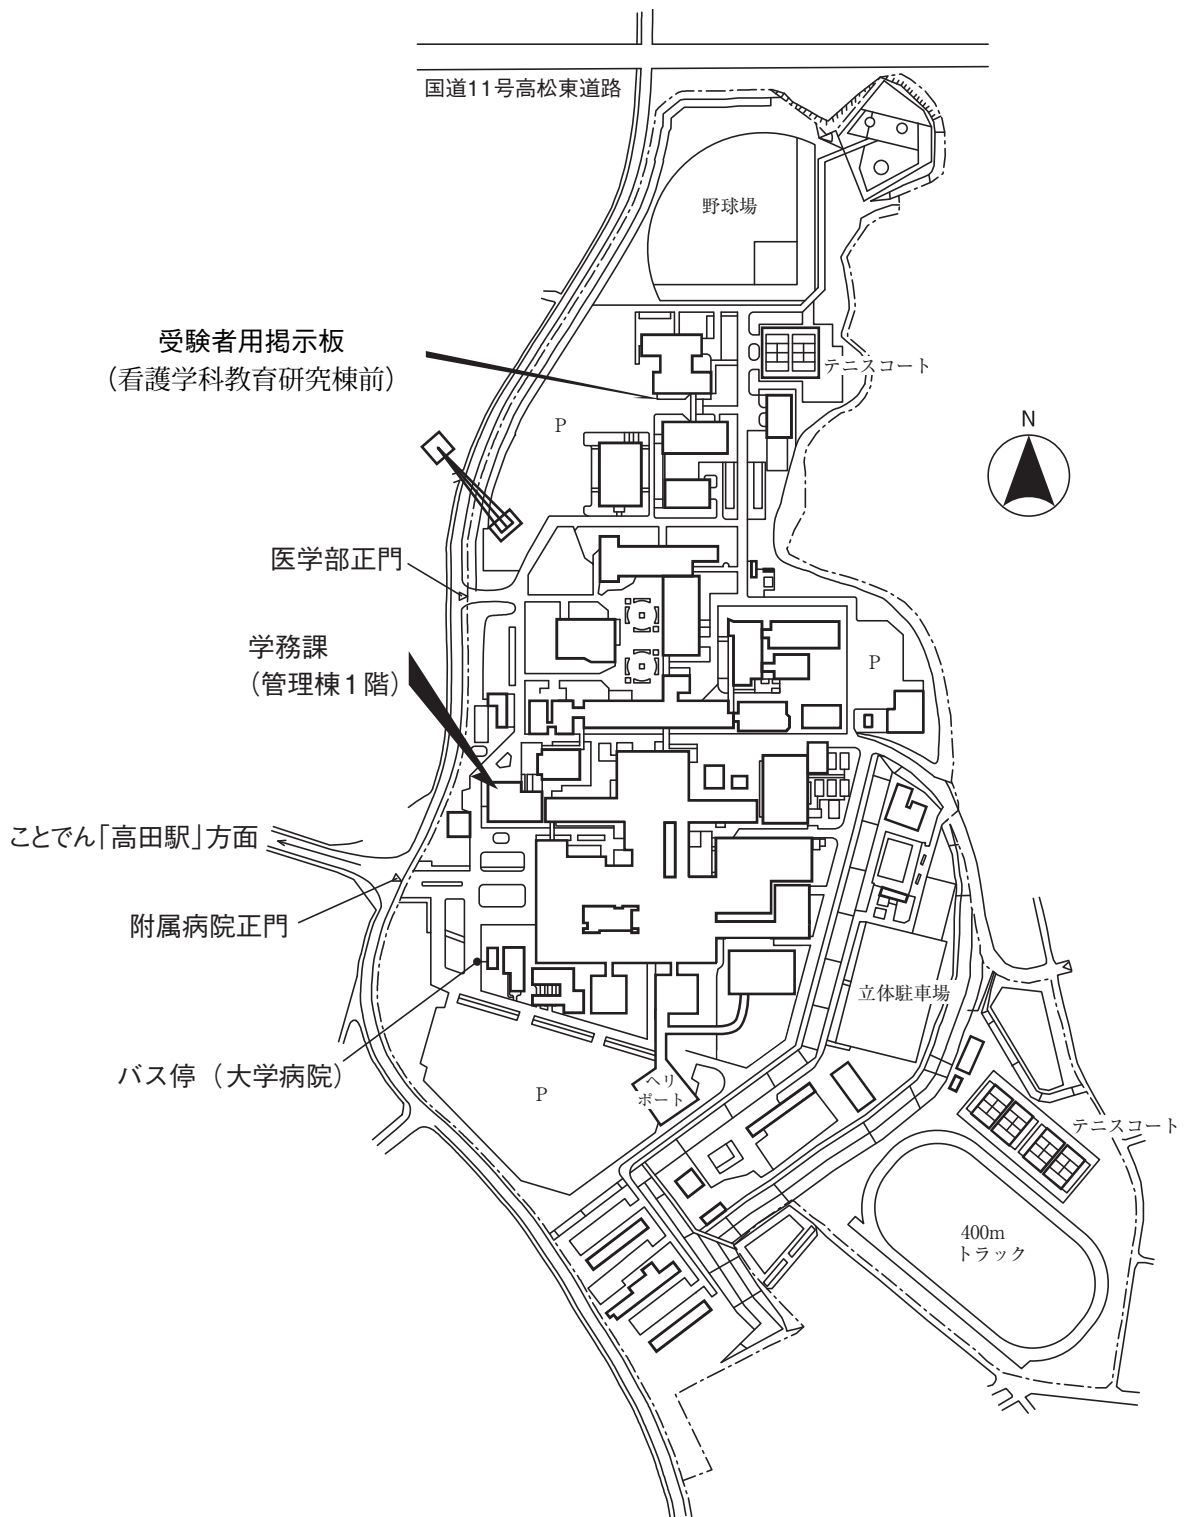 国道11号高松東道路
野球場
受験者用掲示板
（看護学科教育研究棟前）
テニスコート
P
N
医学部正門
学務課
（管理棟１階）
P
ことでん「高田駅」方面
附属病院正門
立体駐車場
バス停（大学病院）
P
ヘリ
ポート
テニスコート
400m
トラック